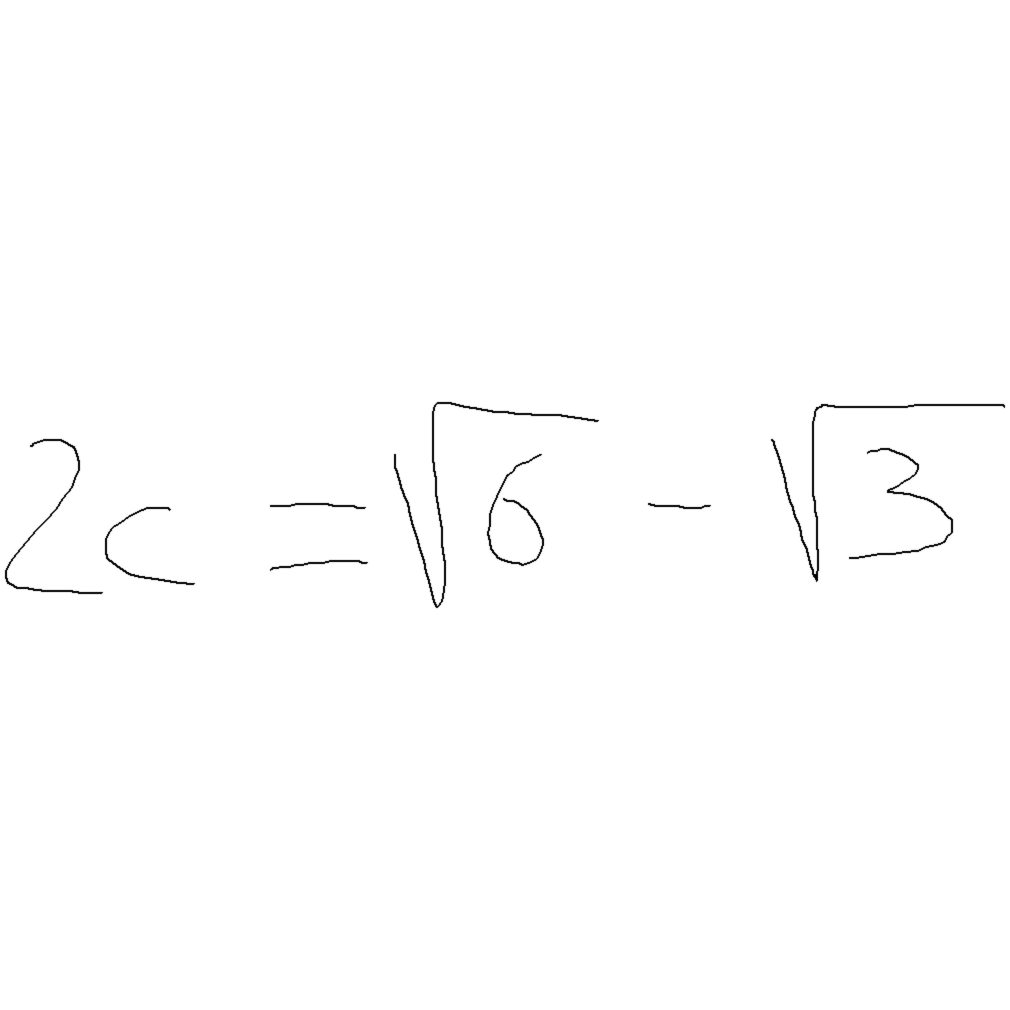 2c = √6 - √3